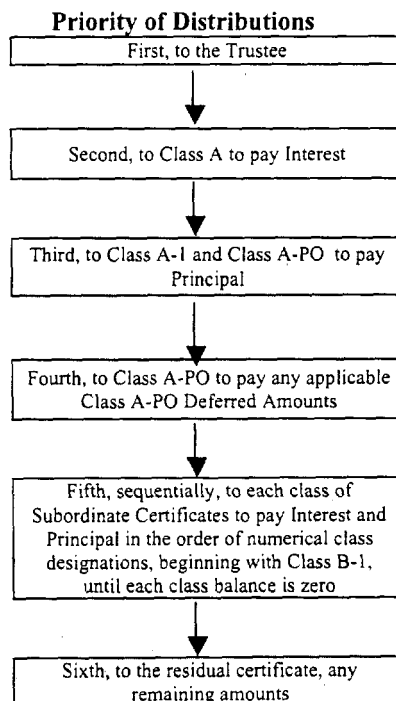 Priority of Distributions
First, to the Trustee
Second, to Class A to pay Interest
Third, to Class A-1 and Class A-PO to pay
Principal
Fourth, to Class A-PO to pay any applicable
Class A-PO Deferred Amounts
Fifth, sequentially, to each class of
Subordinate Certificates to pay Interest and
Principal in the order of numerical class
designations, beginning with Class B-1,
until each class balance is zero
Sixth, to the residual certificate, any
remaining amounts